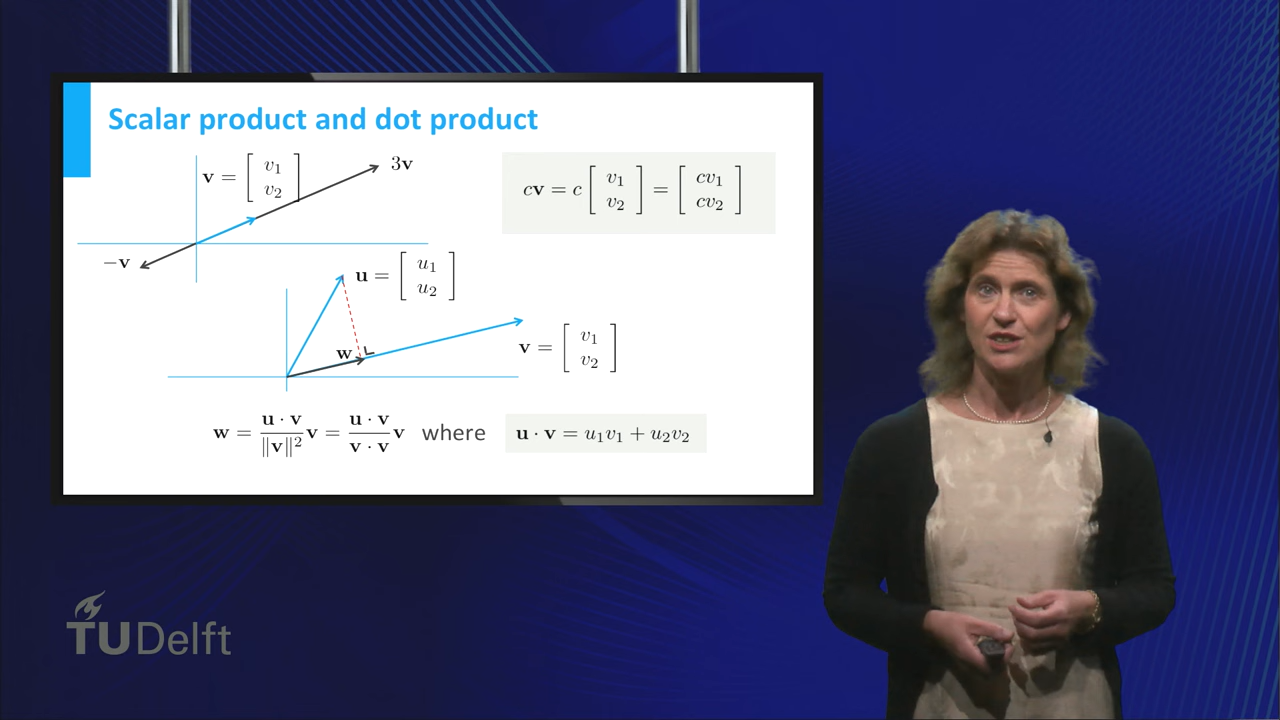 Scalar product and dot product
v = [ v₁ v₂ ]
3v
−v
cv = c [ v₁ v₂ ] = [ cv₁ cv₂ ]
u = [ u₁ u₂ ]
w
v = [ v₁ v₂ ]
w = u · v / ‖v‖² v = u · v / v · v v where u · v = u₁v₁ + u₂v₂
TUDelft